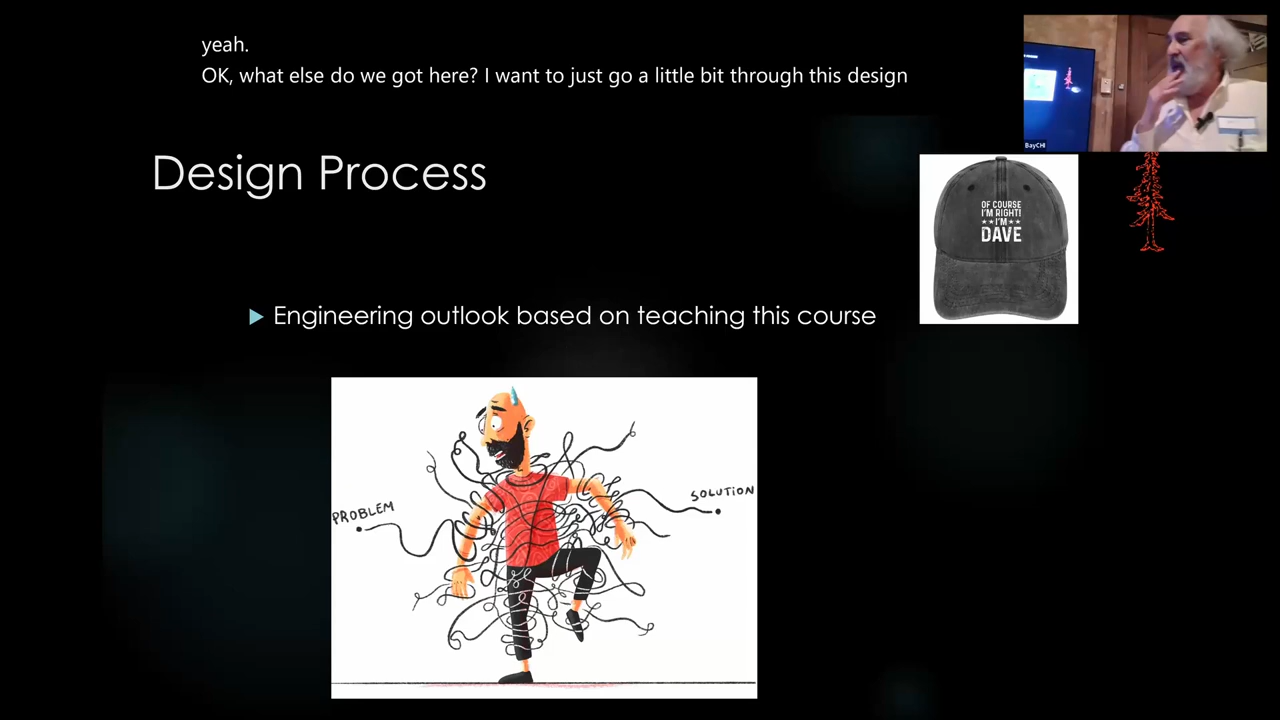 yeah.
OK, what else do we got here? I want to just go a little bit through this design
BayCHI
Design Process
OF COURSE
I'M RIGHT!
★★I'M★★
DAVE
Engineering outlook based on teaching this course
PROBLEM
SOLUTION